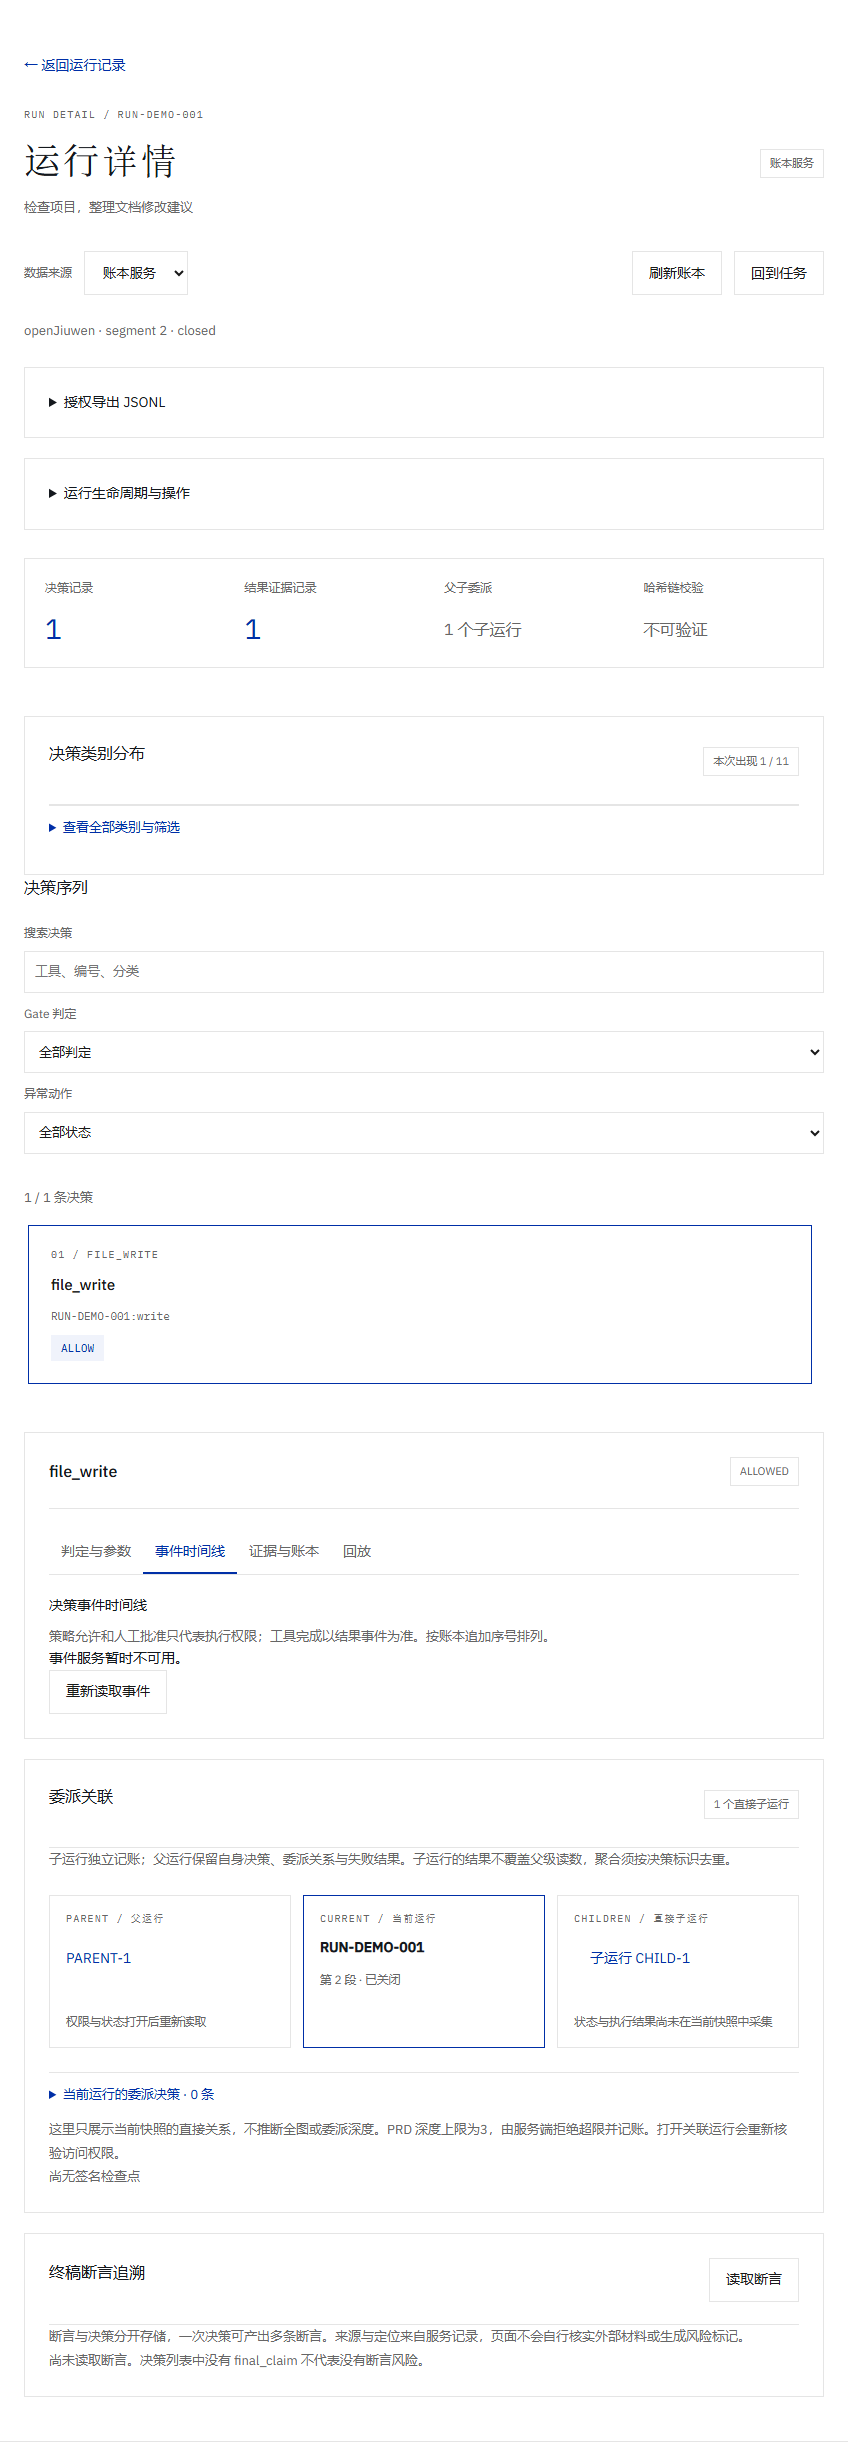 ← 返回运行记录
RUN DETAIL / RUN-DEMO-001
运行详情
账本服务
检查项目，整理文档修改建议
数据来源
账本服务
刷新账本
回到任务
openJiuwen · segment 2 · closed
▶ 授权导出 JSONL
▶ 运行生命周期与操作
决策记录
1
结果证据记录
1
父子委派
1 个子运行
哈希链校验
不可验证
决策类别分布
本次出现 1 / 11
▶ 查看全部类别与筛选
决策序列
搜索决策
工具、编号、分类
Gate 判定
全部判定
异常动作
全部状态
1 / 1 条决策
01 / FILE_WRITE
file_write
RUN-DEMO-001:write
ALLOW
file_write
ALLOWED
判定与参数
事件时间线
证据与账本
回放
决策事件时间线
策略允许和人工批准只代表执行权限；工具完成以结果事件为准。按账本追加序号排列。
事件服务暂时不可用。
重新读取事件
委派关联
1 个直接子运行
子运行独立记账；父运行保留自身决策、委派关系与失败结果。子运行的结果不覆盖父级读数，聚合须按决策标识去重。
PARENT / 父运行
PARENT-1
权限与状态打开后重新读取
CURRENT / 当前运行
RUN-DEMO-001
第 2 段 · 已关闭
CHILDREN / 直接子运行
子运行 CHILD-1
状态与执行结果尚未在当前快照中采集
▶ 当前运行的委派决策 · 0 条
这里只展示当前快照的直接关系，不推断全图或委派深度。PRD 深度上限为3，由服务端拒绝超限并记账。打开关联运行会重新核
验访问权限。
尚无签名检查点
终稿断言追溯
读取断言
断言与决策分开存储，一次决策可产出多条断言。来源与定位来自服务记录，页面不会自行核实外部材料或生成风险标记。
尚未读取断言。决策列表中没有 final_claim 不代表没有断言风险。